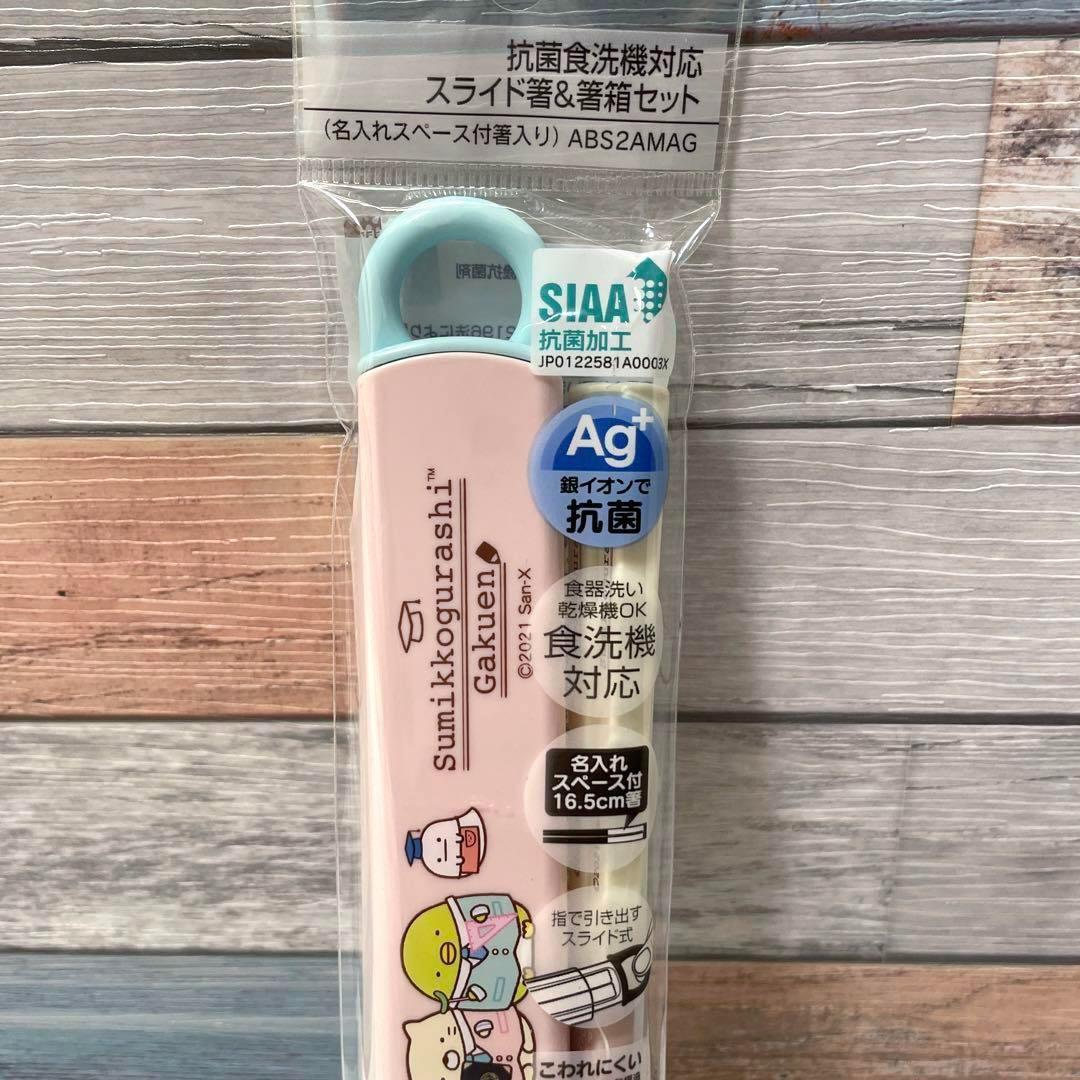 抗菌食洗機対応
スライド箸&箸箱セット
(名入れスペース付箸入り) ABS2AMAG
SIAA
抗菌加工
JP0122581A0003X
Ag+
銀イオンで
抗菌
Sumikkogurashi™
Gakuen
©2021 San-X
食器洗い
乾燥機OK
食洗機
対応
名入れ
スペース付
16.5cm箸
指で引き出す
スライド式
こわれにくい